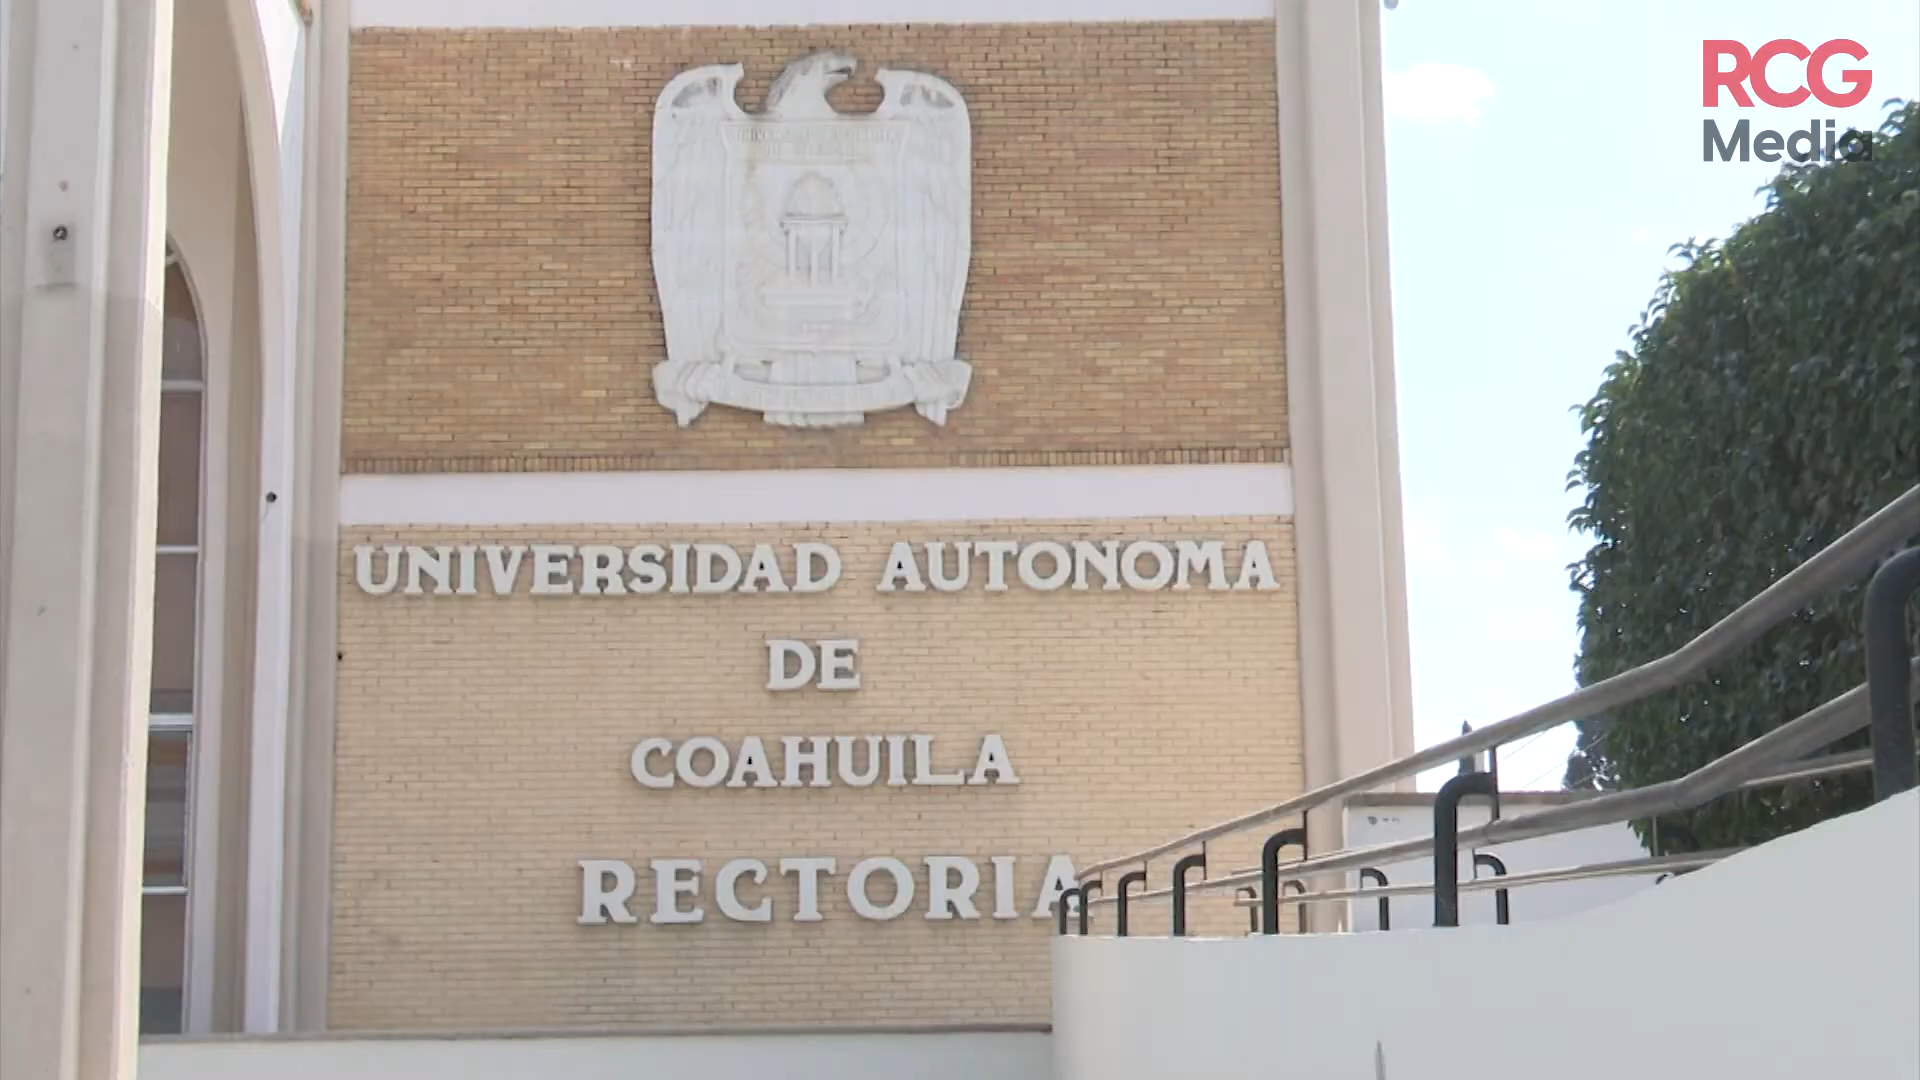 RCG
Media
UNIVERSIDAD AUTONOMA
DE
COAHUILA
RECTORIA